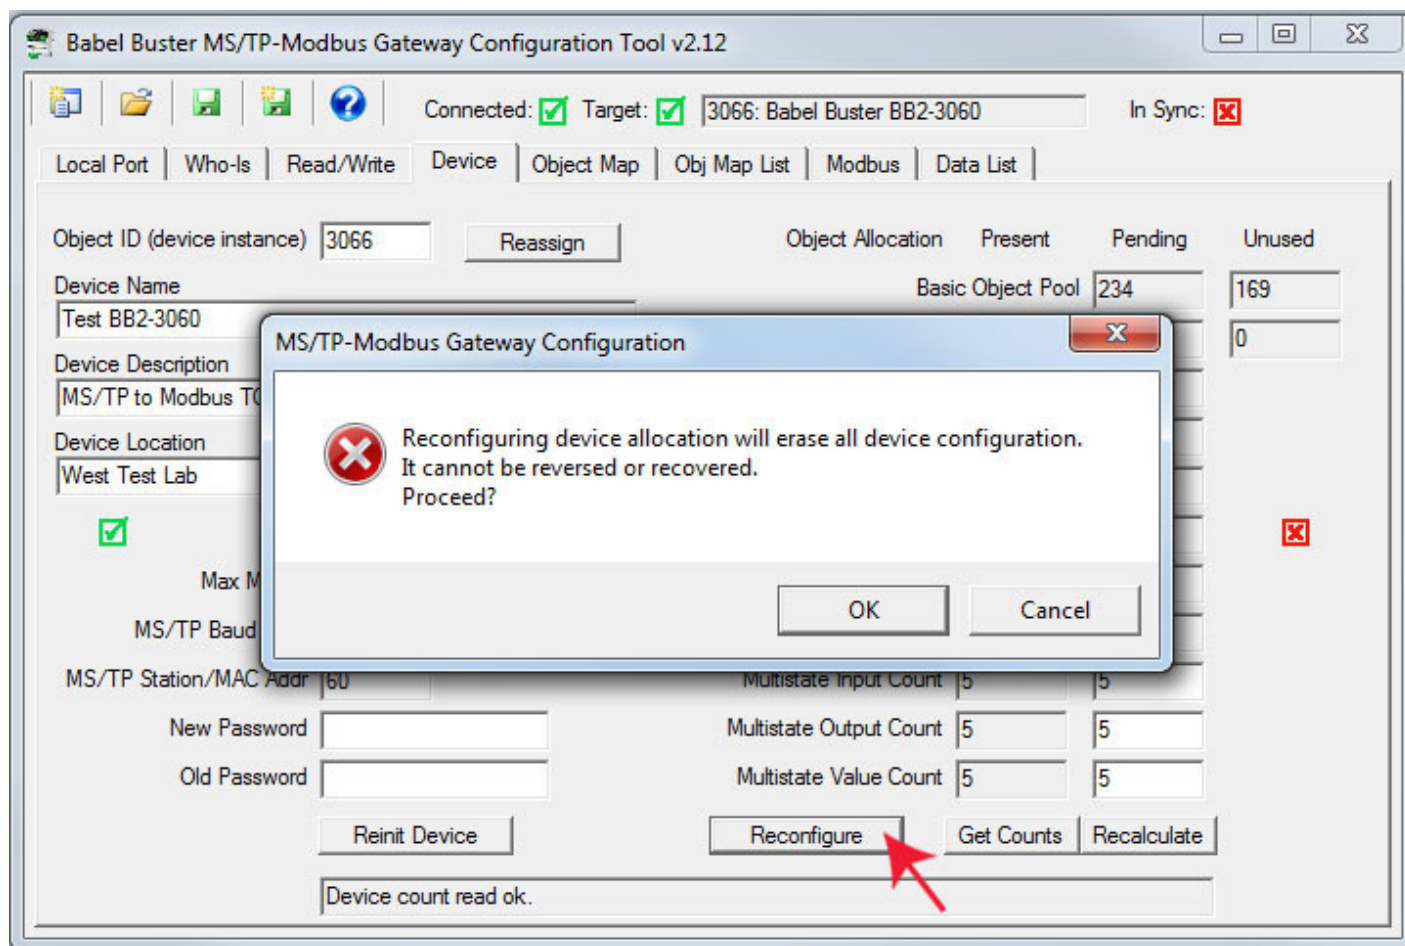 Babel Buster MS/TP-Modbus Gateway Configuration Tool v2.12
Connected: Target: 3066: Babel Buster BB2-3060 In Sync:
Local Port Who-Is Read/Write Device Object Map Obj Map List Modbus Data List
Object ID (device instance) 3066 Reassign Object Allocation Present Pending Unused
Device Name Basic Object Pool 234 169
Test BB2-3060
MS/TP-Modbus Gateway Configuration 0
Device Description
MS/TP to Modbus
Device Location
West Test Lab
Reconfiguring device allocation will erase all device configuration.
It cannot be reversed or recovered.
Proceed?
OK Cancel
Max
MS/TP Baud
MS/TP Station/MAC Addr 60 Multistate Input Count 5 5
New Password Multistate Output Count 5 5
Old Password Multistate Value Count 5 5
Reinit Device Reconfigure Get Counts Recalculate
Device count read ok.